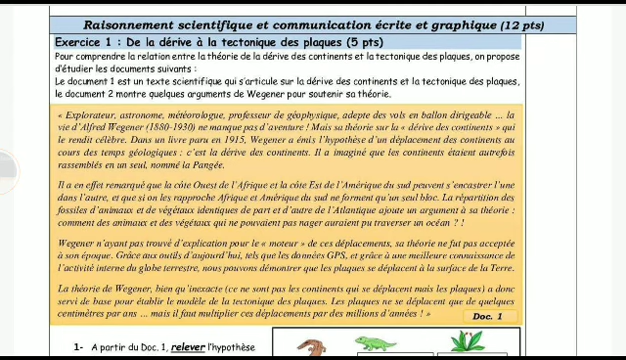 Raisonnement scientifique et communication écrite et graphique (12 pts)
Exercice 1 : De la dérive à la tectonique des plaques (5 pts)
Pour comprendre la relation entre la théorie de la dérive des continents et la tectonique des plaques, on propose
d'étudier les documents suivants :
Le document 1 est un texte scientifique qui s'articule sur la dérive des continents et la tectonique des plaques,
le document 2 montre quelques arguments de Wegener pour soutenir sa théorie.
« Explorateur, astronome, météorologue, professeur de géophysique, adepte des vols en ballon dirigeable ... la
vie d'Alfred Wegener (1880-1930) ne manque pas d'aventure ! Mais sa théorie sur la « dérive des continents » qui
le rendit célèbre. Dans un livre paru en 1915, Wegener a émis l'hypothèse d'un déplacement des continents au
cours des temps géologiques : c'est la dérive des continents. Il a imaginé que les continents étaient autrefois
rassemblés en un seul, nommé la Pangée.
Il a en effet remarqué que la côte Ouest de l'Afrique et la côte Est de l'Amérique du sud peuvent s'encastrer l'une
dans l'autre, et que si on les rapproche Afrique et Amérique du sud ne forment qu'un seul bloc. La répartition des
fossiles d'animaux et de végétaux identiques de part et d'autre de l'Atlantique ajoute un argument à sa théorie :
comment des animaux et des végétaux qui ne pouvaient pas nager auraient pu traverser un océan ? !
Wegener n'ayant pas trouvé d'explication pour le « moteur » de ces déplacements, sa théorie ne fut pas acceptée
à son époque. Grâce aux outils d'aujourd'hui, tels que les données GPS, et grâce à une meilleure connaissance de
l'activité interne du globe terrestre, nous pouvons démontrer que les plaques se déplacent à la surface de la Terre.
La théorie de Wegener, bien qu'inexacte (ce ne sont pas les continents qui se déplacent mais les plaques) a donc
servi de base pour établir le modèle de la tectonique des plaques. Les plaques ne se déplacent que de quelques
centimètres par ans ... mais il faut multiplier ces déplacements par des millions d'années ! »
Doc. 1
1- A partir du Doc. 1, relever l'hypothèse